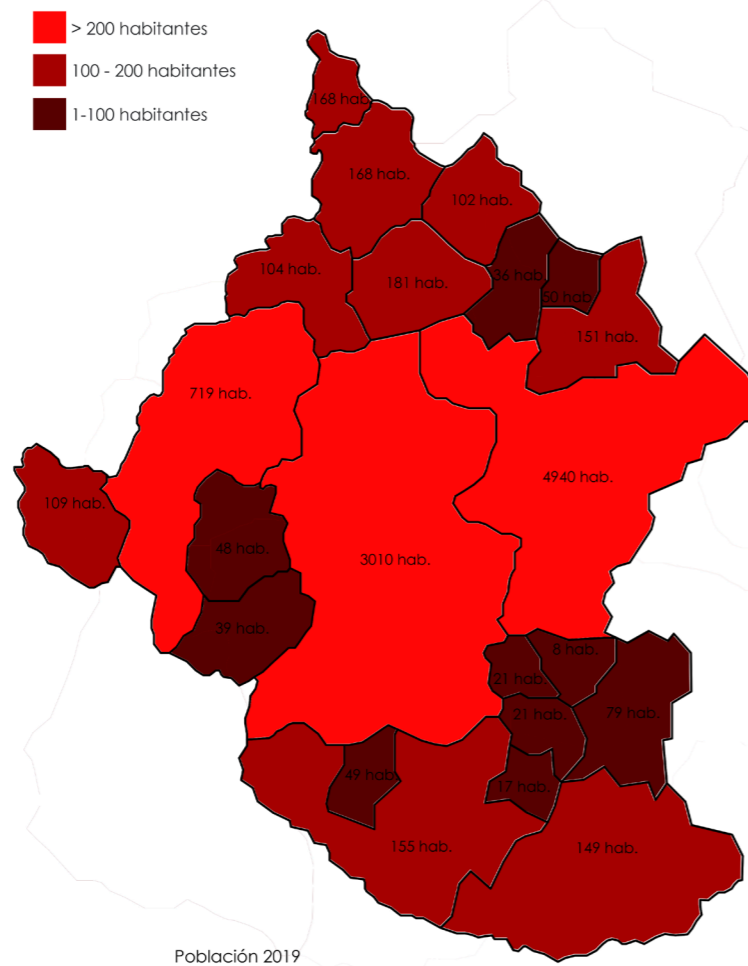 > 200 habitantes
100 - 200 habitantes
1-100 habitantes
168 hab.
168 hab.
102 hab.
104 hab.
181 hab.
36 hab.
50 hab.
151 hab.
719 hab.
4940 hab.
109 hab.
48 hab.
3010 hab.
39 hab.
8 hab.
21 hab.
21 hab.
79 hab.
49 hab.
17 hab.
155 hab.
149 hab.
Población 2019